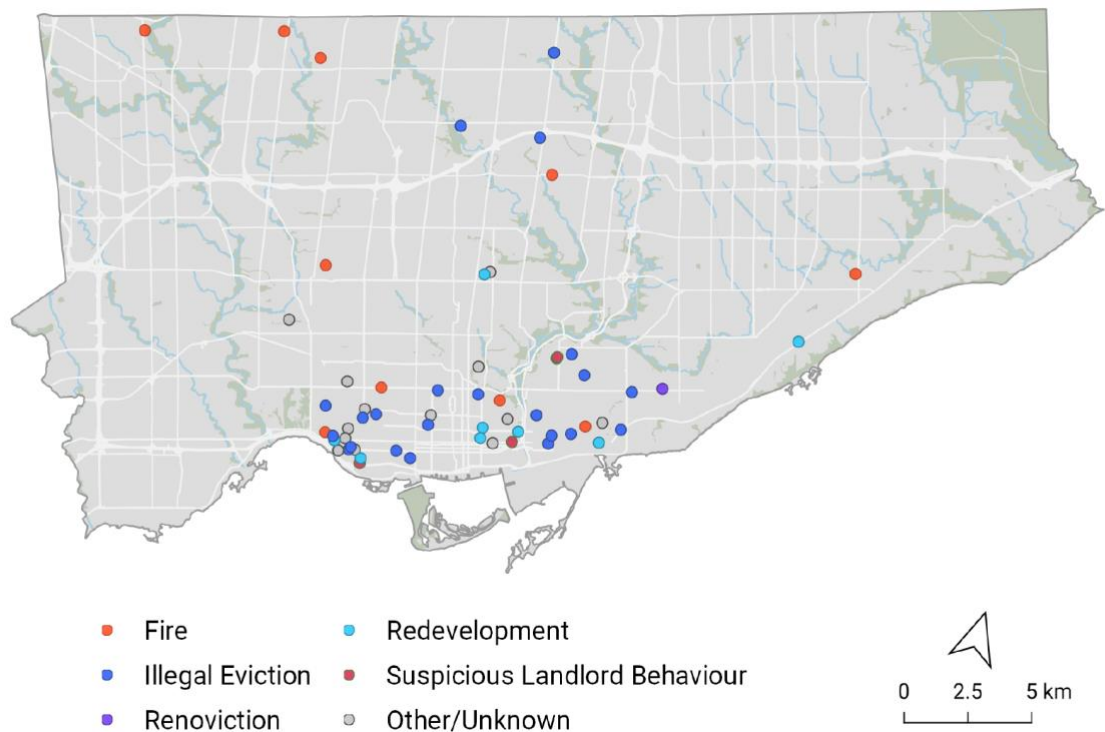 Fire
Redevelopment
Illegal Eviction
Suspicious Landlord Behaviour
Renoviction
Other/Unknown
0 2.5 5 km